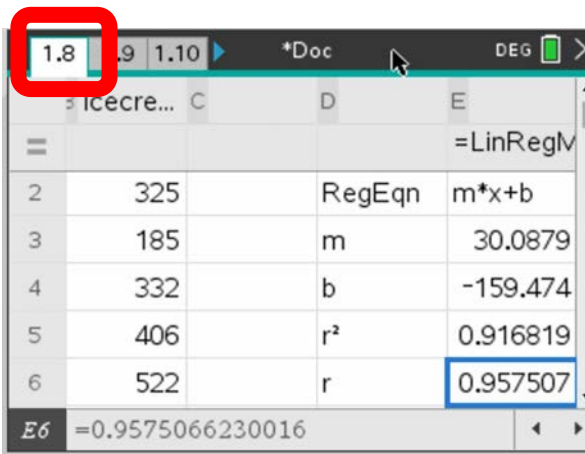 1.8 .9 1.10 *Doc DEG
Icecre... C D E
= =LinRegM
2 325 RegEqn m*x+b
3 185 m 30.0879
4 332 b -159.474
5 406 r² 0.916819
6 522 r 0.957507
E6 =0.9575066230016